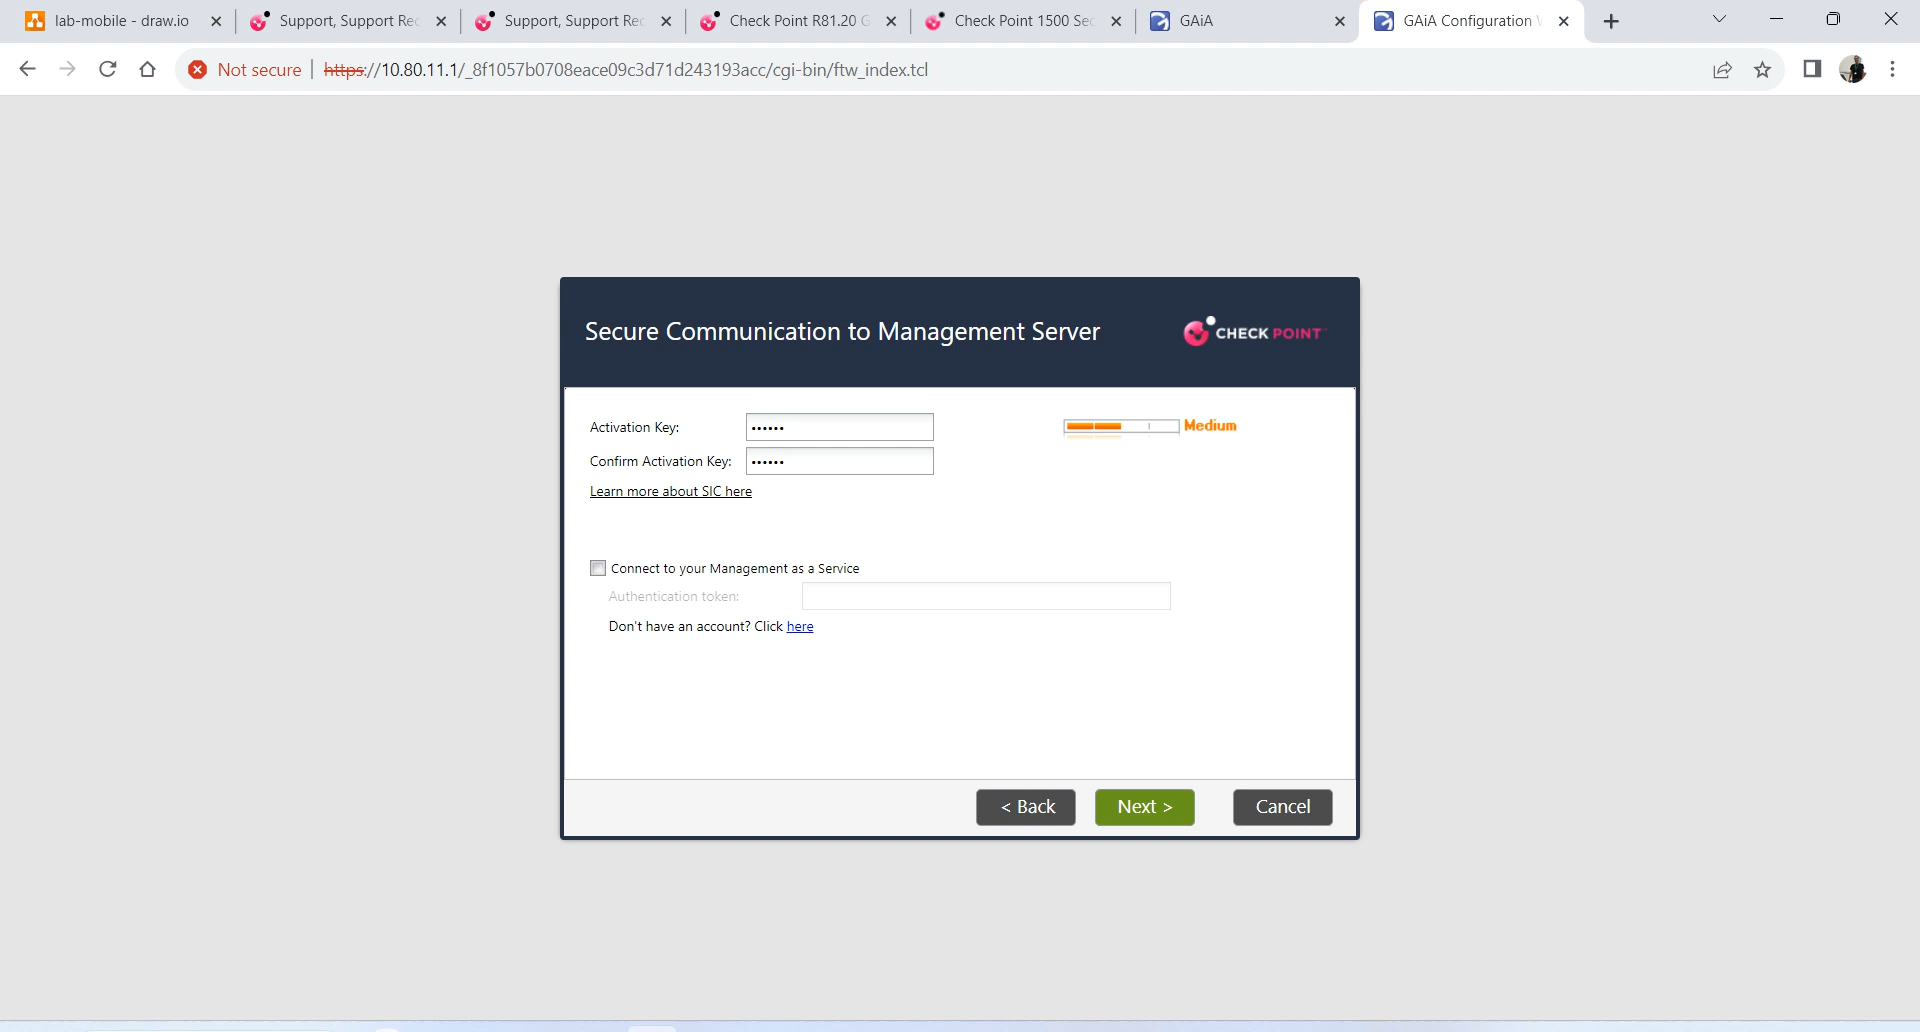 lab-mobile - draw.io
Support, Support Rec
Support, Support Rec
Check Point R81.20 G
Check Point 1500 Sec
GAiA
GAiA Configuration
Not secure
https://10.80.11.1/_8f1057b0708eace09c3d71d243193acc/cgi-bin/ftw_index.tcl
Secure Communication to Management Server
CHECK POINT
Activation Key:
••••••
Medium
Confirm Activation Key:
••••••
Learn more about SIC here
Connect to your Management as a Service
Authentication token:
Don't have an account? Click here
< Back
Next >
Cancel